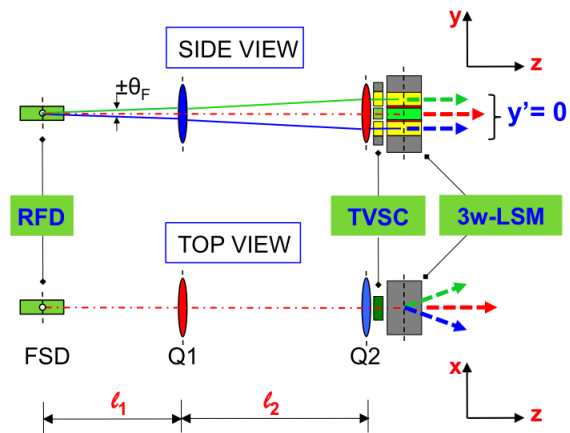 y
SIDE VIEW
z
±θF
y'= 0
RFD
TVSC
3w-LSM
TOP VIEW
FSD
Q1
Q2
x
ℓ1
ℓ2
z